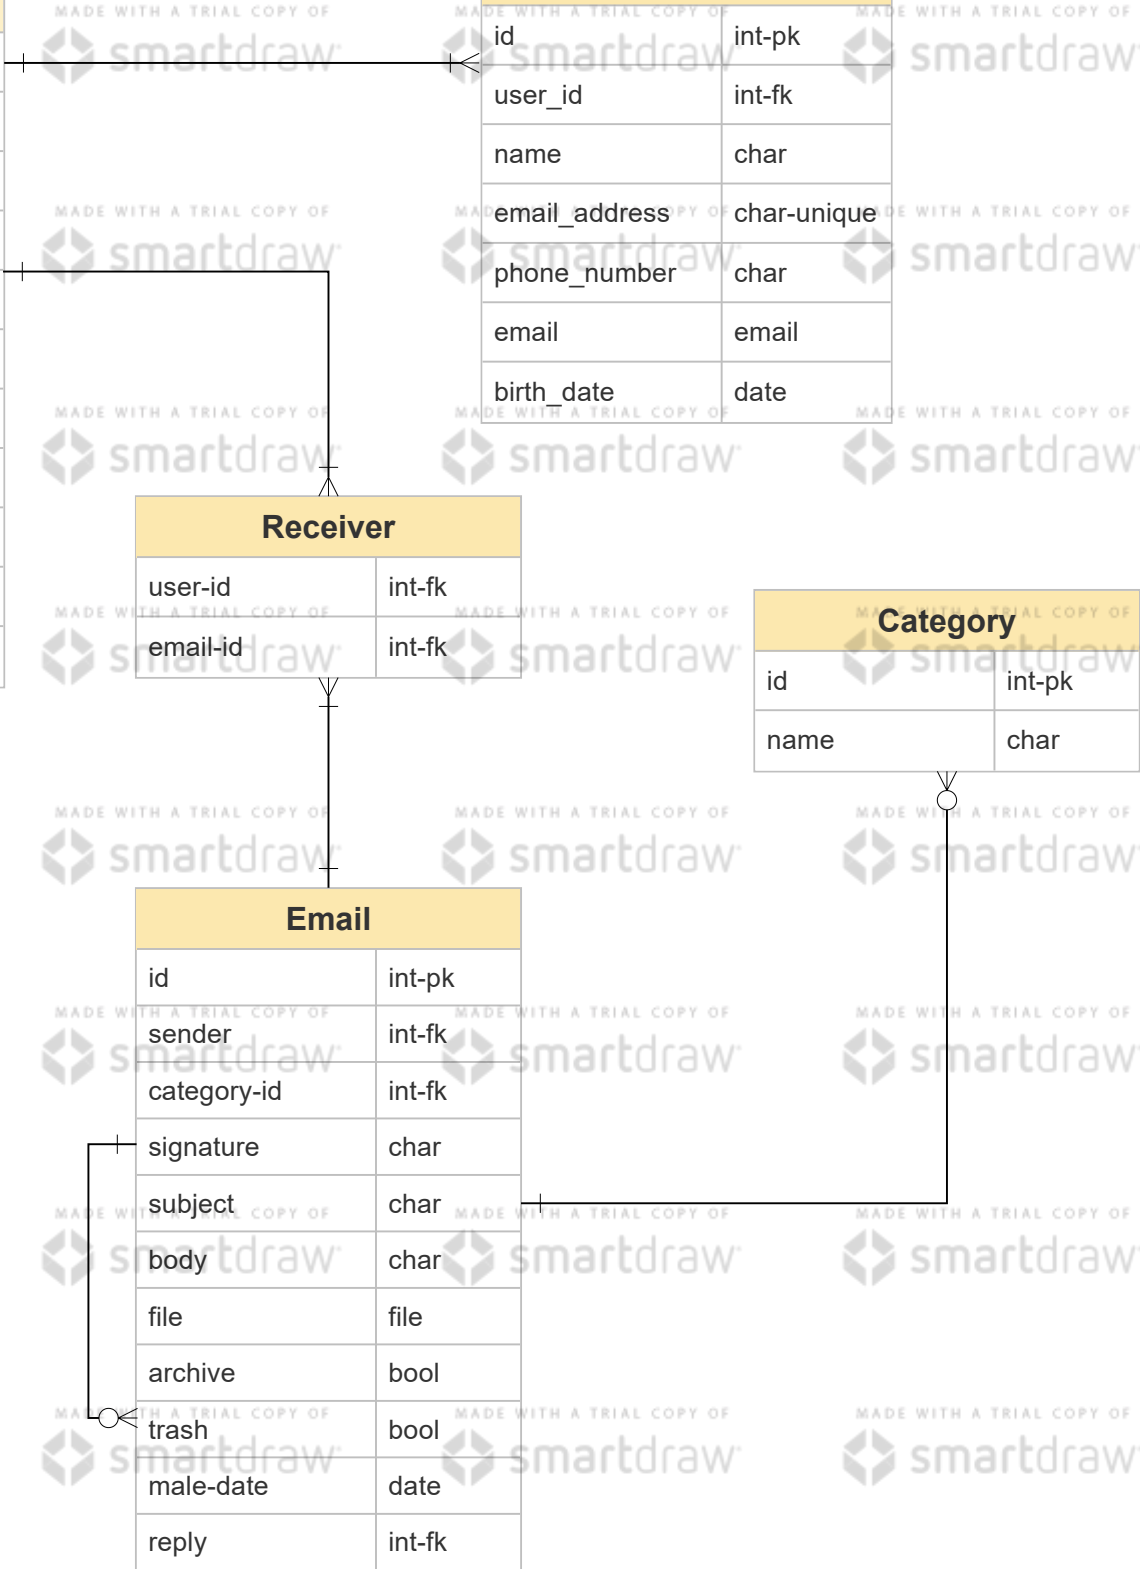 id int-pk
user_id int-fk
name char
email_address char-unique
phone_number char
email email
birth_date date
Receiver
user-id int-fk
email-id int-fk
Category
id int-pk
name char
Email
id int-pk
sender int-fk
category-id int-fk
signature char
subject char
body char
file file
archive bool
trash bool
male-date date
reply int-fk
MADE WITH A TRIAL COPY OF
smartdraw